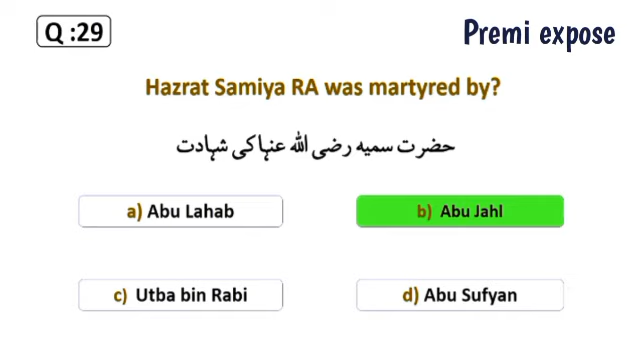 Q :29
Premi expose
Hazrat Samiya RA was martyred by?
حضرت سمیہ رضی اللہ عنہا کی شہادت
a) Abu Lahab
b) Abu Jahl
c) Utba bin Rabi
d) Abu Sufyan